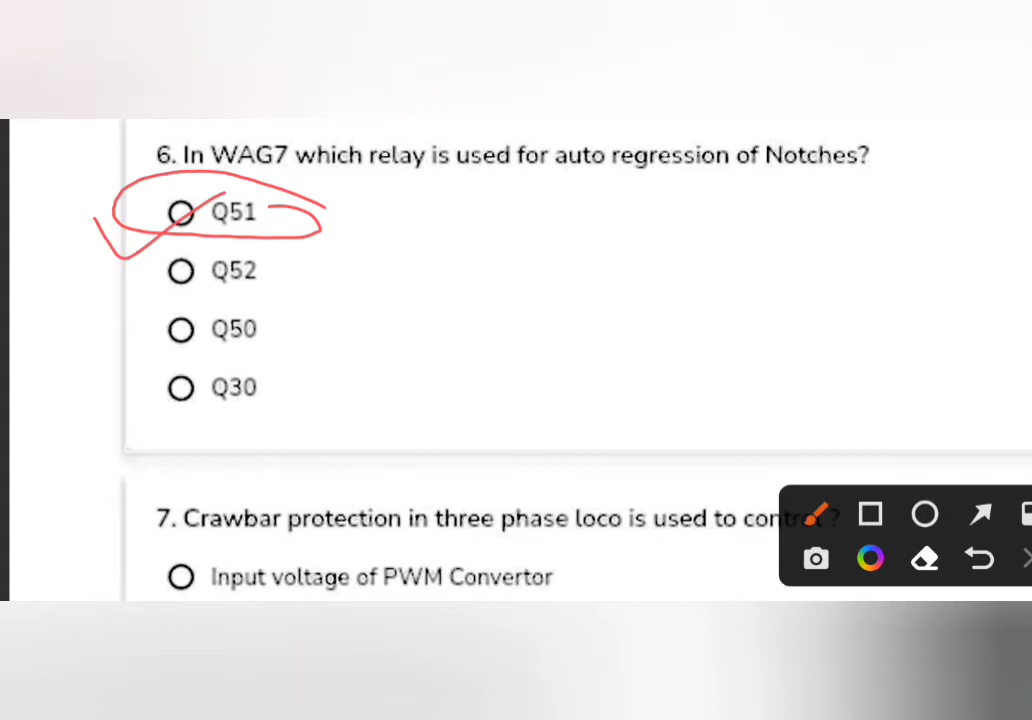 6. In WAG7 which relay is used for auto regression of Notches?
Q51
Q52
Q50
Q30
7. Crawbar protection in three phase loco is used to control ?
Input voltage of PWM Convertor